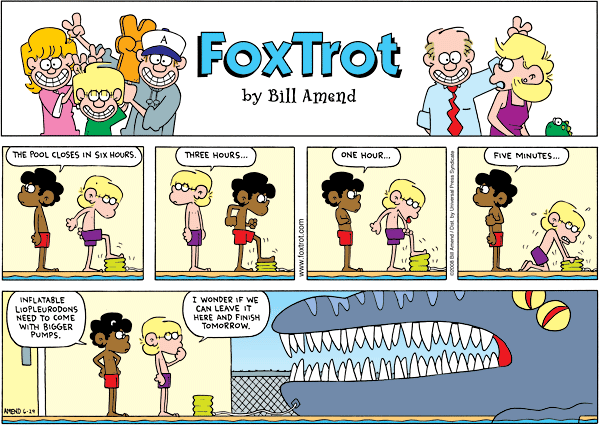 A
FoxTrot
by Bill Amend
THE POOL CLOSES IN SIX HOURS.
THREE HOURS...
www.foxtrot.com
ONE HOUR...
©2008 Bill Amend / Dist. by Universal Press Syndicate
FIVE MINUTES...
INFLATABLE
LIOPLEURODONS
NEED TO COME
WITH BIGGER
PUMPS.
I WONDER IF WE
CAN LEAVE IT
HERE AND FINISH
TOMORROW.
AMEND 6-29